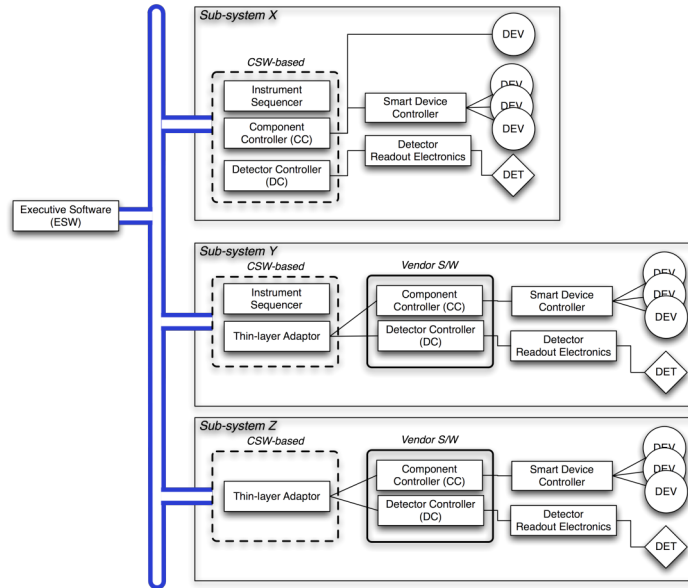 Sub-system X
CSW-based
Instrument
Sequencer
Component
Controller (CC)
Detector Controller
(DC)
Smart Device
Controller
Detector
Readout Electronics
DEV
DEV
DEV
DEV
DET
Executive Software
(ESW)
Sub-system Y
CSW-based
Instrument
Sequencer
Thin-layer Adaptor
Vendor S/W
Component
Controller (CC)
Detector Controller
(DC)
Smart Device
Controller
Detector
Readout Electronics
DEV
DEV
DEV
DET
Sub-system Z
CSW-based
Thin-layer Adaptor
Vendor S/W
Component
Controller (CC)
Detector Controller
(DC)
Smart Device
Controller
Detector
Readout Electronics
DEV
DEV
DEV
DET